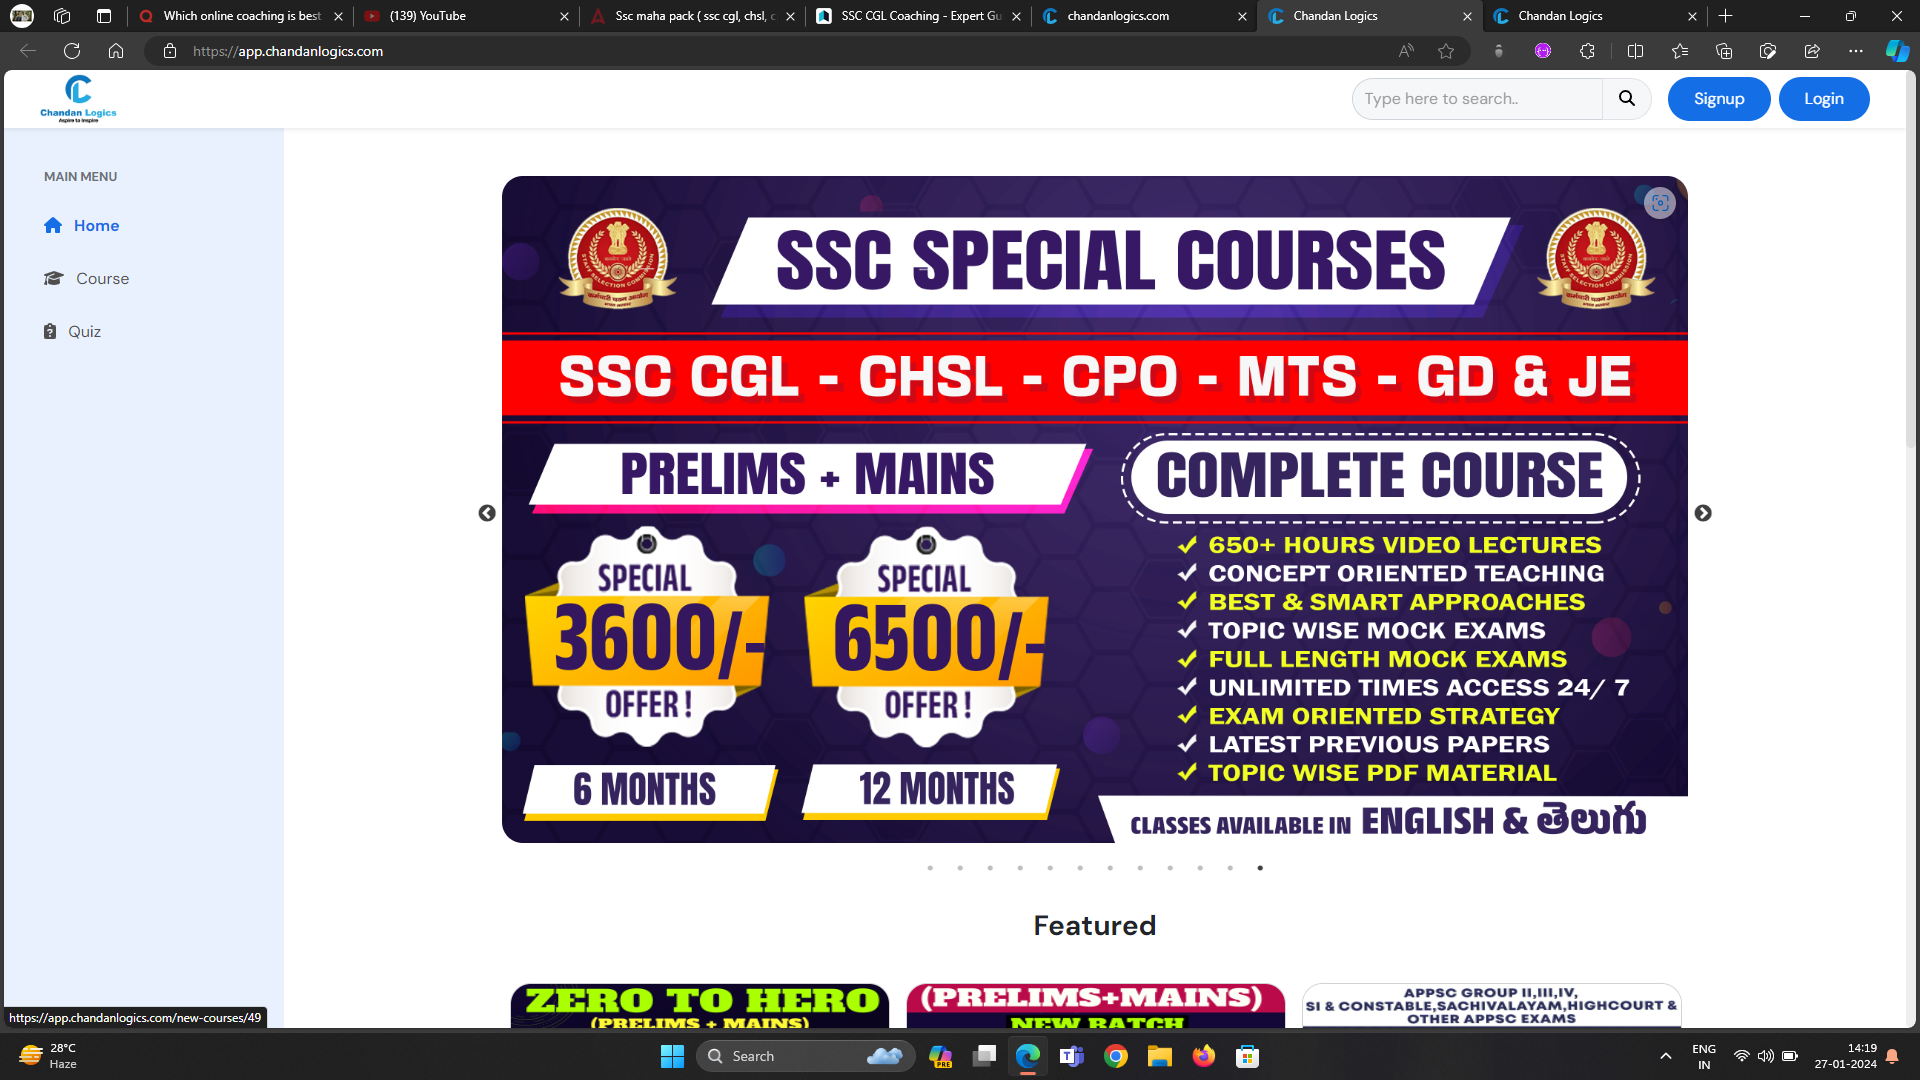 Which online coaching is best
(139) YouTube
Ssc maha pack ( ssc cgl, chsl, c
SSC CGL Coaching - Expert Gu
chandanlogics.com
Chandan Logics
Chandan Logics
https://app.chandanlogics.com
Chandan Logics
Aspire to Inspire
Type here to search..
Signup
Login
MAIN MENU
Home
Course
Quiz
SSC SPECIAL COURSES
SSC CGL - CHSL - CPO - MTS - GD & JE
PRELIMS + MAINS
SPECIAL
3600/-
OFFER !
6 MONTHS
SPECIAL
6500/-
OFFER !
12 MONTHS
COMPLETE COURSE
650+ HOURS VIDEO LECTURES
CONCEPT ORIENTED TEACHING
BEST & SMART APPROACHES
TOPIC WISE MOCK EXAMS
FULL LENGTH MOCK EXAMS
UNLIMITED TIMES ACCESS 24/ 7
EXAM ORIENTED STRATEGY
LATEST PREVIOUS PAPERS
TOPIC WISE PDF MATERIAL
CLASSES AVAILABLE IN ENGLISH & తెలుగు
Featured
ZERO TO HERO
(PRELIMS + MAINS)
(PRELIMS+MAINS)
NEW BATCH
APPSC GROUP II,III,IV,
SI & CONSTABLE,SACHIVALAYAM,HIGHCOURT &
OTHER APPSC EXAMS
https://app.chandanlogics.com/new-courses/49
28°C
Haze
Search
PRE
ENG
IN
14:19
27-01-2024